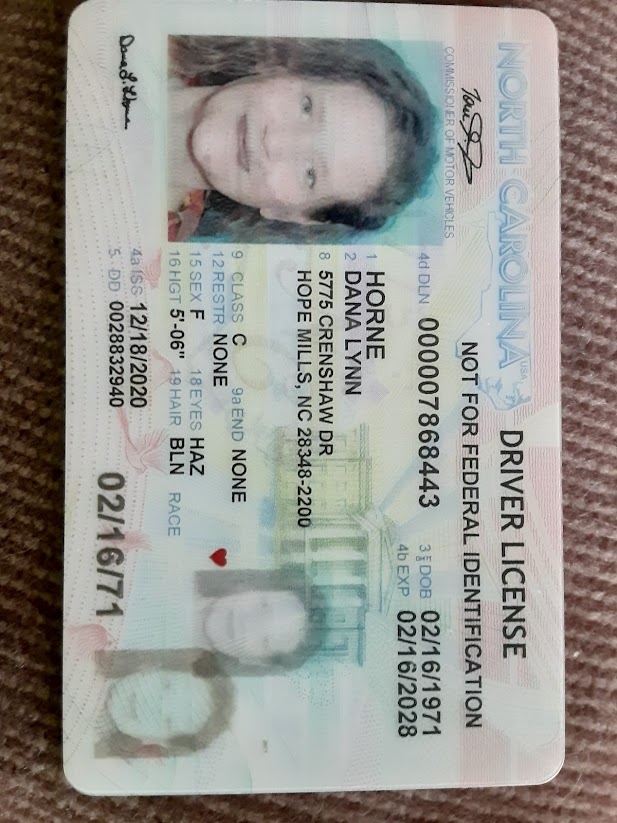 NORTH CAROLINA USA
DRIVER LICENSE
COMMISSIONER OF MOTOR VEHICLES
NOT FOR FEDERAL IDENTIFICATION
4d DLN 000007868443
3 DOB 02/16/1971
4b EXP 02/16/2028
1 HORNE
2 DANA LYNN
8 5775 CRENSHAW DR
HOPE MILLS, NC 28348-2200
9 CLASS C 9a END NONE
12 RESTR NONE
15 SEX F 18 EYES HAZ
16 HGT 5'-06" 19 HAIR BLN RACE
4a ISS 12/18/2020
5. DD 0028832940
02/16/71